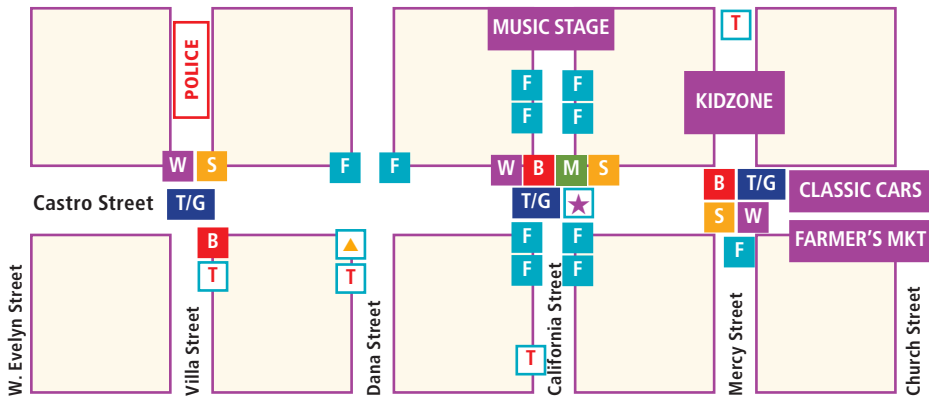 MUSIC STAGE
T
POLICE
F
F
F
F
KIDZONE
W
S
F
F
W
B
M
S
B
T/G
CLASSIC CARS
Castro Street
T/G
T/G
S
W
B
F
F
F
FARMER'S MKT
T
T
F
F
T
W. Evelyn Street
Villa Street
Dana Street
California Street
Mercy Street
Church Street